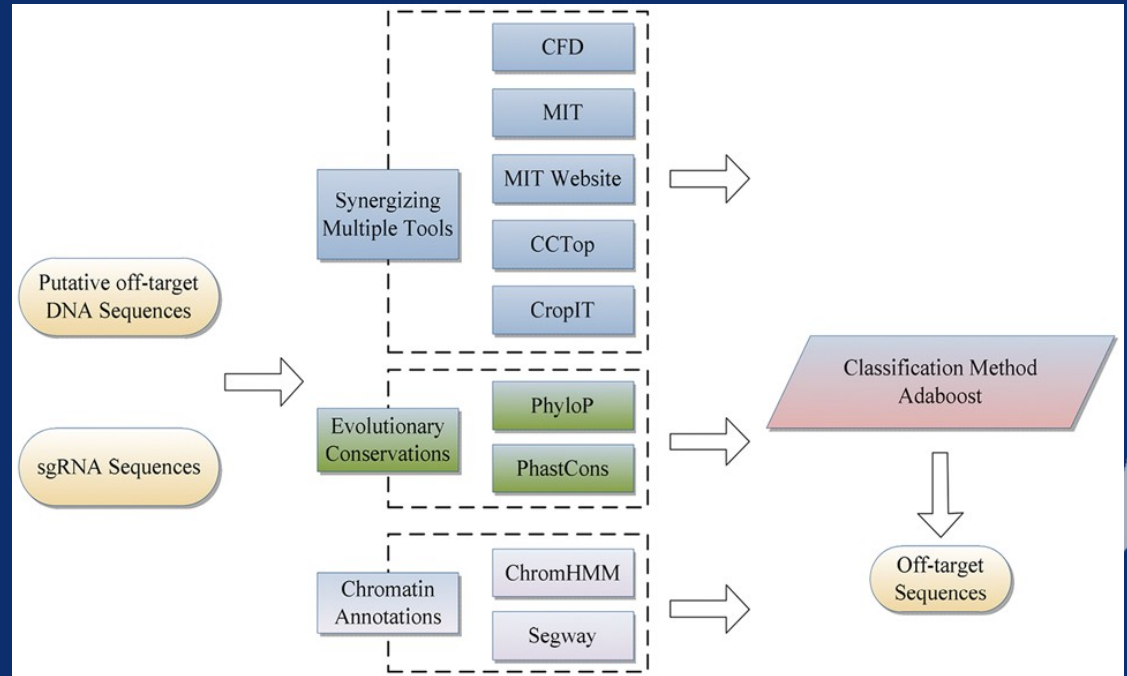 Putative off-target
DNA Sequences
sgRNA Sequences
Synergizing
Multiple Tools
CFD
MIT
MIT Website
CCTop
CropIT
Evolutionary
Conservations
PhyloP
PhastCons
Chromatin
Annotations
ChromHMM
Segway
Classification Method
Adaboost
Off-target
Sequences